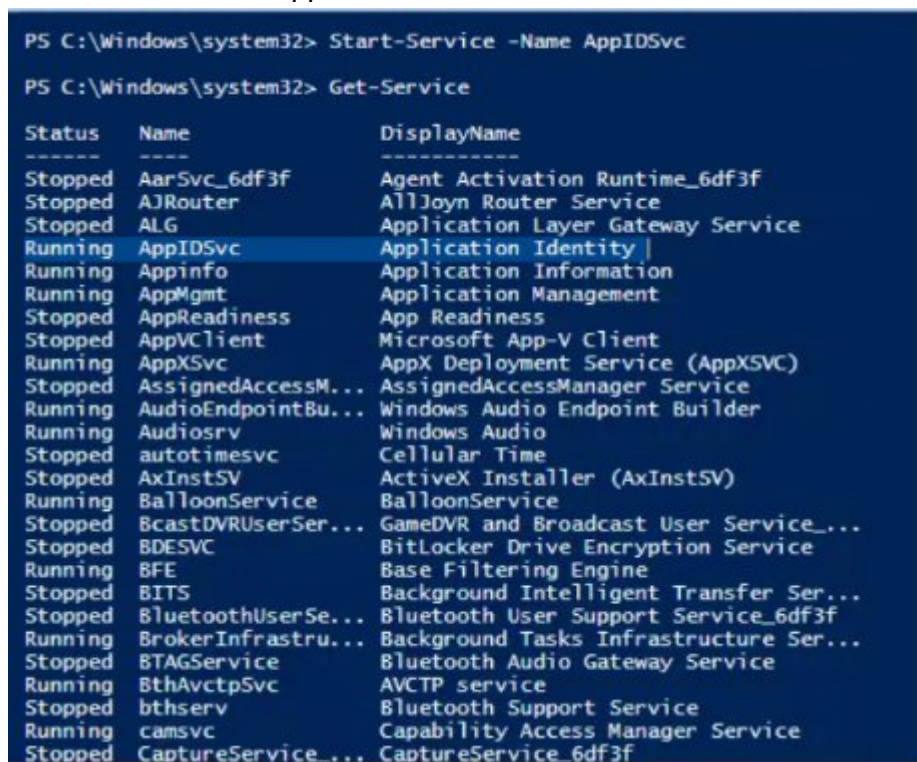 PS C:\Windows\system32> Start-Service -Name AppIDSvc
PS C:\Windows\system32> Get-Service
Status Name DisplayName
------ ---- -----------
Stopped AarSvc_6df3f Agent Activation Runtime_6df3f
Stopped AJRouter AllJoyn Router Service
Stopped ALG Application Layer Gateway Service
Running AppIDSvc Application Identity
Running Appinfo Application Information
Running AppMgmt Application Management
Stopped AppReadiness App Readiness
Stopped AppVClient Microsoft App-V Client
Running AppXSvc AppX Deployment Service (AppXSVC)
Stopped AssignedAccessM... AssignedAccessManager Service
Running AudioEndpointBu... Windows Audio Endpoint Builder
Running Audiosrv Windows Audio
Stopped autotimesvc Cellular Time
Stopped AxInstSV ActiveX Installer (AxInstSV)
Running BalloonService BalloonService
Stopped BcastDVRUserSer... GameDVR and Broadcast User Service_...
Stopped BDESVC BitLocker Drive Encryption Service
Running BFE Base Filtering Engine
Running BITS Background Intelligent Transfer Ser...
Stopped BluetoothUserSe... Bluetooth User Support Service_6df3f
Running BrokerInfrastru... Background Tasks Infrastructure Ser...
Stopped BTAGService Bluetooth Audio Gateway Service
Running BthAvctpSvc AVCTP service
Stopped bthserv Bluetooth Support Service
Running camsvc Capability Access Manager Service
Stopped CaptureService_... CaptureService_6df3f